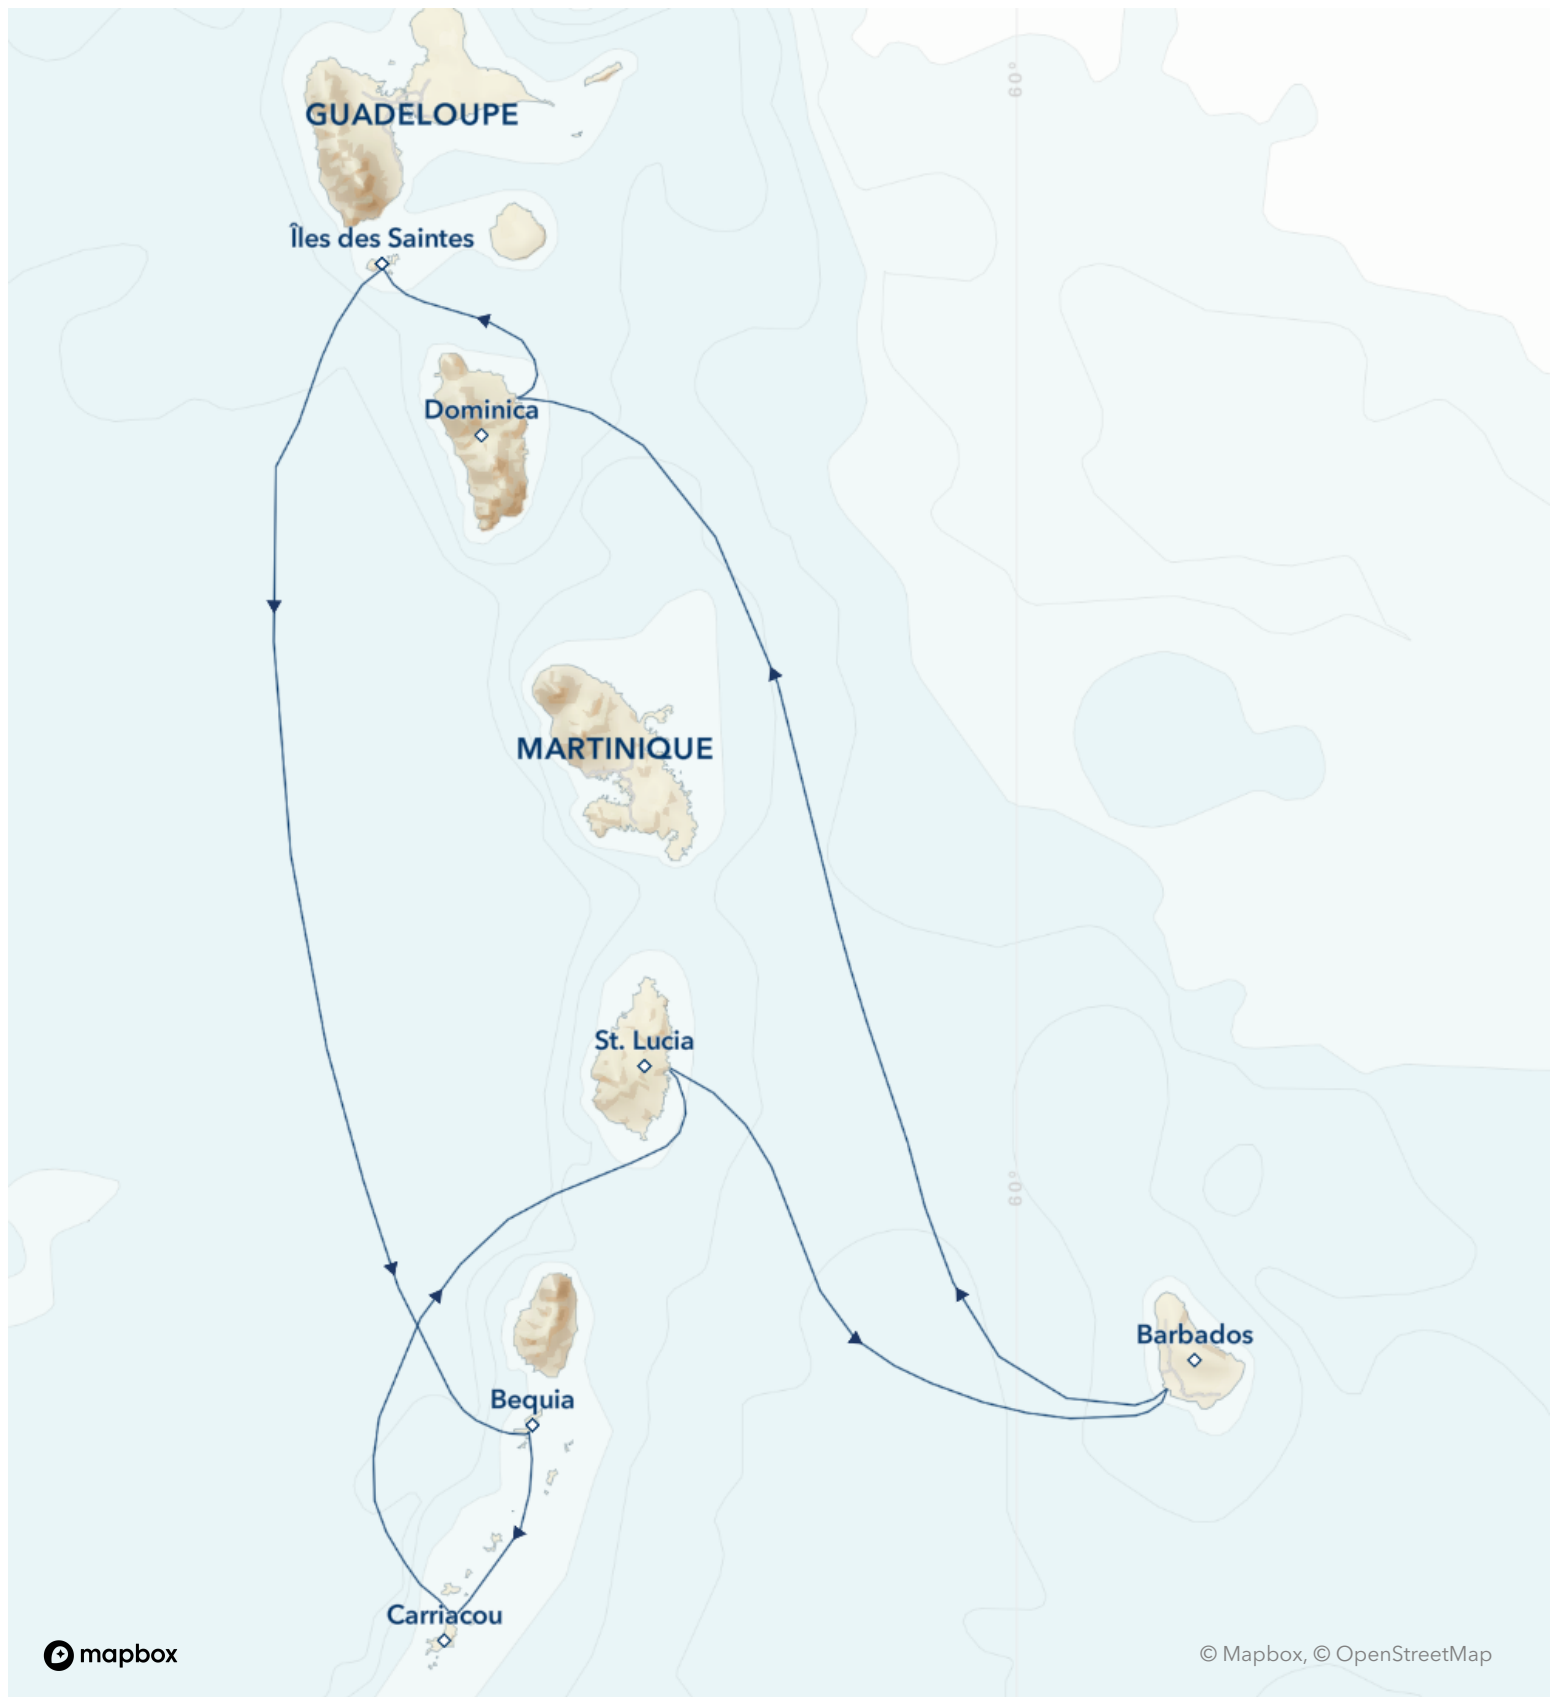 60°
GUADELOUPE
Îles des Saintes
Dominica
MARTINIQUE
St. Lucia
60°
Barbados
Bequia
Carriacou
mapbox
© Mapbox, © OpenStreetMap